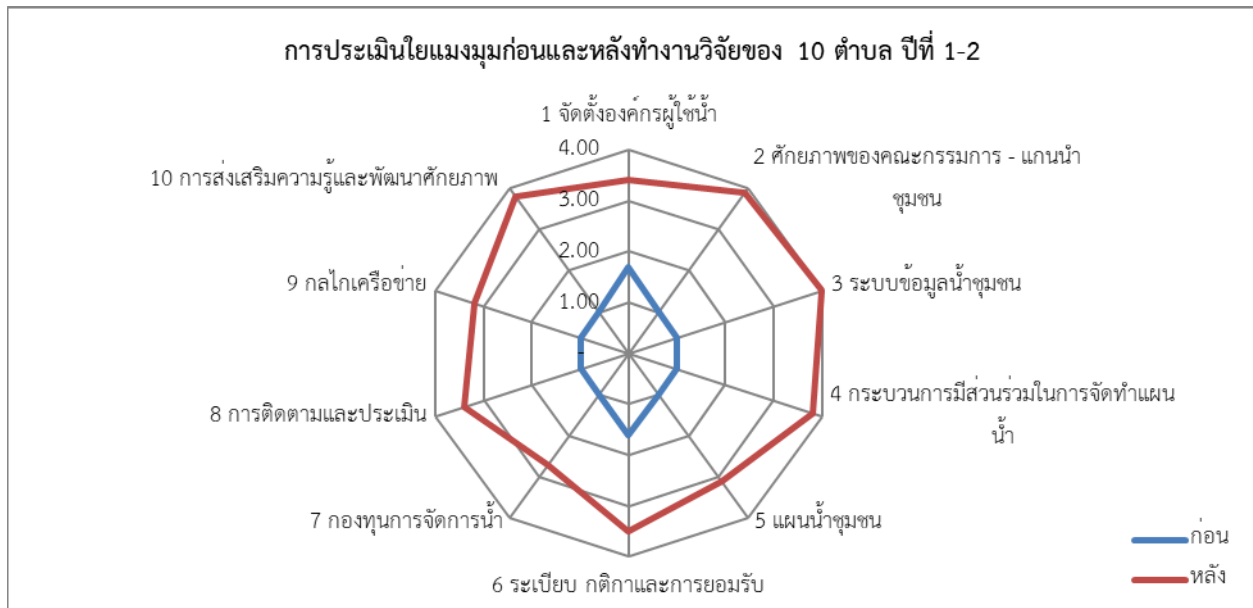 การประเมินใยแมงมุมก่อนและหลังทำงานวิจัยของ 10 ตำบล ปีที่ 1-2
1 จัดตั้งองค์กรผู้ใช้น้ำ
4.00
2 ศักยภาพของคณะกรรมการ - แกนนำ
ชุมชน
10 การส่งเสริมความรู้และพัฒนาศักยภาพ
3.00
2.00
9 กลไกเครือข่าย
3 ระบบข้อมูลน้ำชุมชน
1.00
-
4 กระบวนการมีส่วนร่วมในการจัดทำแผน
น้ำ
8 การติดตามและประเมิน
7 กองทุนการจัดการน้ำ
5 แผนน้ำชุมชน
6 ระเบียบ กติกาและการยอมรับ
ก่อน
หลัง